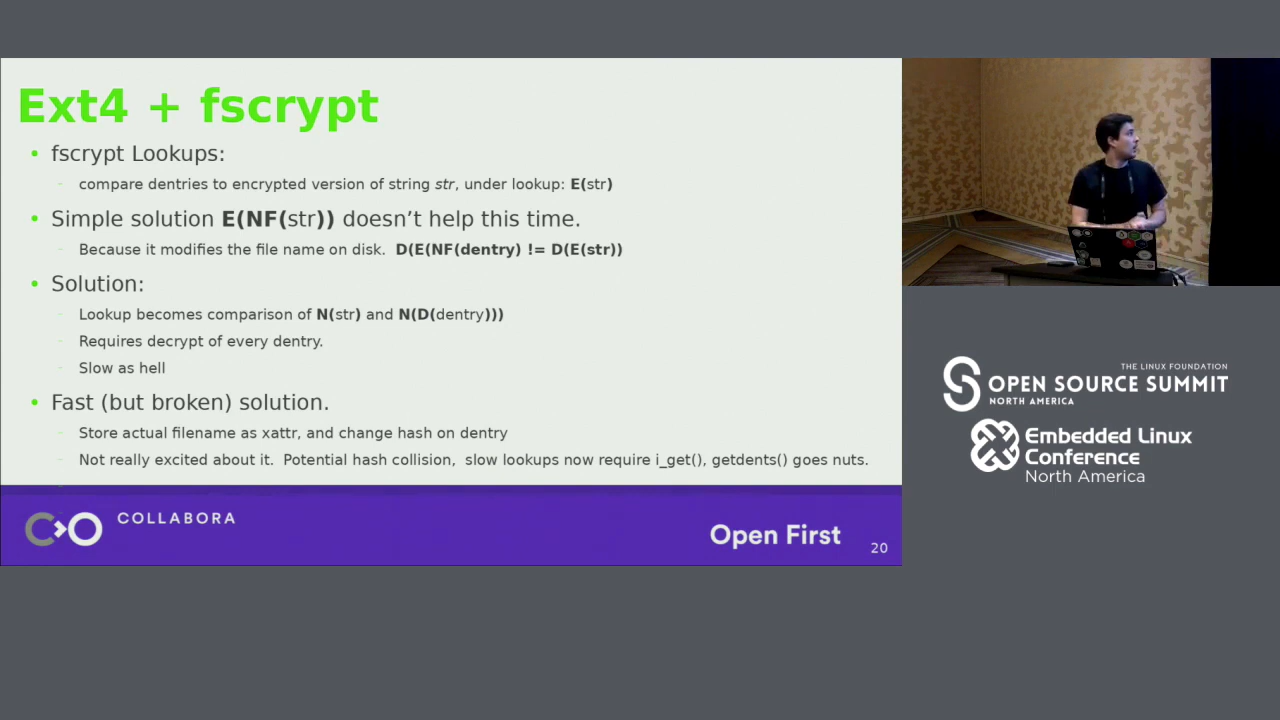 Ext4 + fscrypt
• fscrypt Lookups:
- compare dentries to encrypted version of string str, under lookup: E(str)
• Simple solution E(NF(str)) doesn’t help this time.
- Because it modifies the file name on disk. D(E(NF(dentry) != D(E(str))
• Solution:
- Lookup becomes comparison of N(str) and N(D(dentry)))
- Requires decrypt of every dentry.
- Slow as hell
• Fast (but broken) solution.
- Store actual filename as xattr, and change hash on dentry
- Not really excited about it. Potential hash collision, slow lookups now require i_get(), getdents() goes nuts.
COLLABORA
Open First
20
THE LINUX FOUNDATION
OPEN SOURCE SUMMIT
NORTH AMERICA
Embedded Linux
Conference
North America